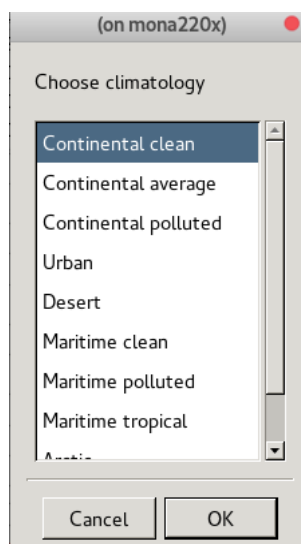 (on mona220x)
Choose climatology
Continental clean
Continental average
Continental polluted
Urban
Desert
Maritime clean
Maritime polluted
Maritime tropical
Arctic
Cancel
OK